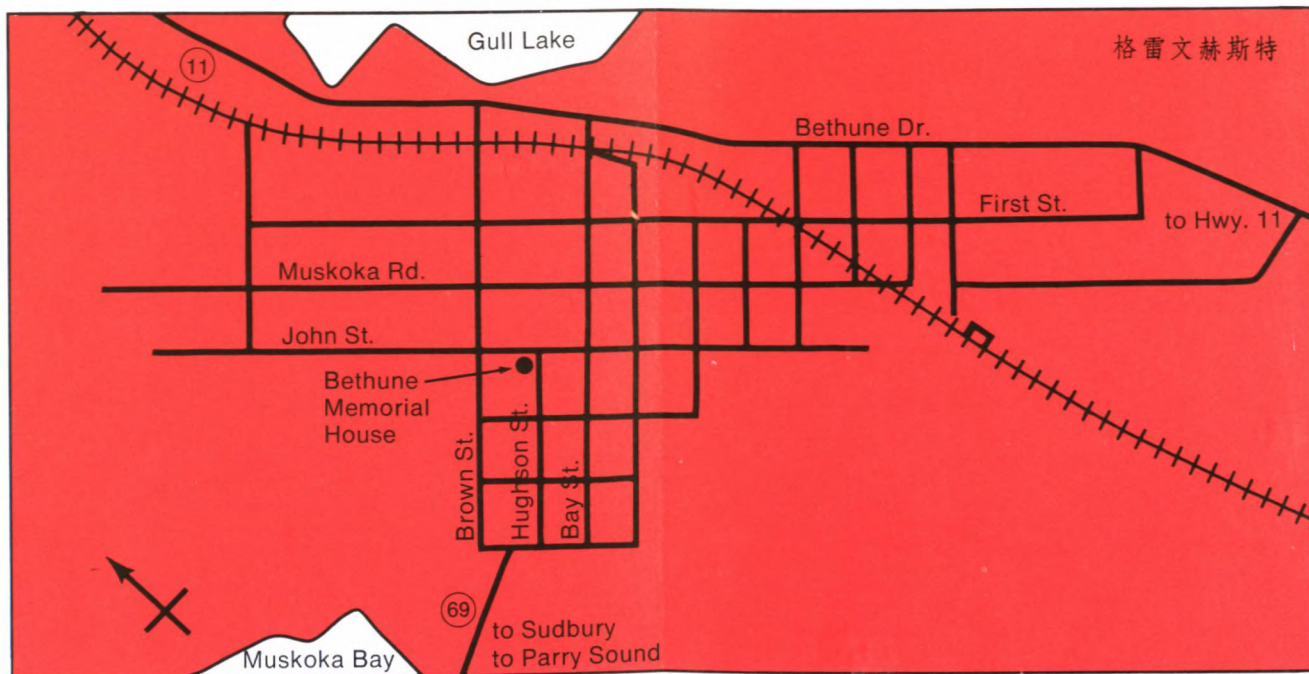 Gull Lake
格雷文赫斯特
11
Bethune Dr.
First St.
to Hwy. 11
Muskoka Rd.
John St.
Bethune
Memorial
House
Brown St.
Hughson St.
Bay St.
69
to Sudbury
to Parry Sound
Muskoka Bay